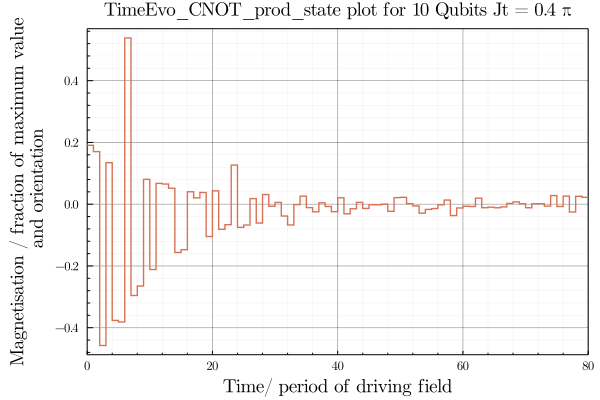 TimeEvo_CNOT_prod_state plot for 10 Qubits Jt = 0.4 π
Magnetisation / fraction of maximum value
and orientation
0.4
0.2
0.0
−0.2
−0.4
0 20 40 60 80
Time/ period of driving field